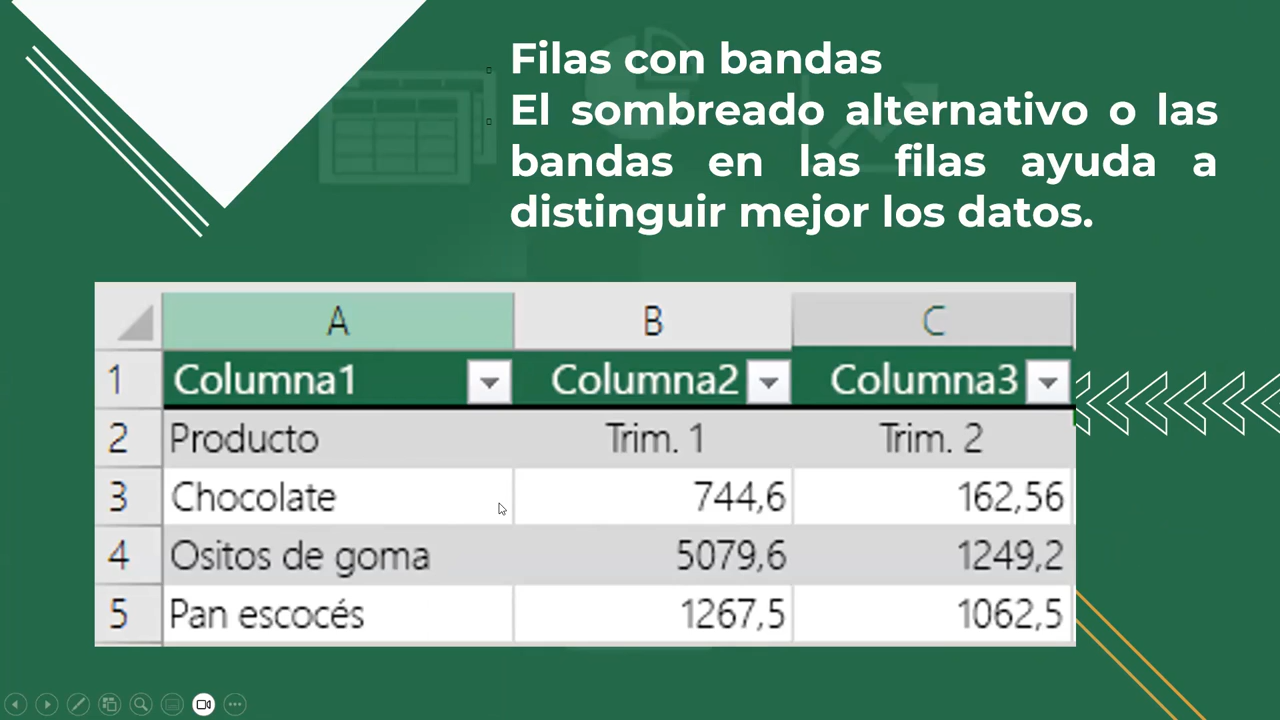 Filas con bandas
El sombreado alternativo o las
bandas en las filas ayuda a
distinguir mejor los datos.
A B C
1 Columna1 Columna2 Columna3
2 Producto Trim. 1 Trim. 2
3 Chocolate 744,6 162,56
4 Ositos de goma 5079,6 1249,2
5 Pan escocés 1267,5 1062,5